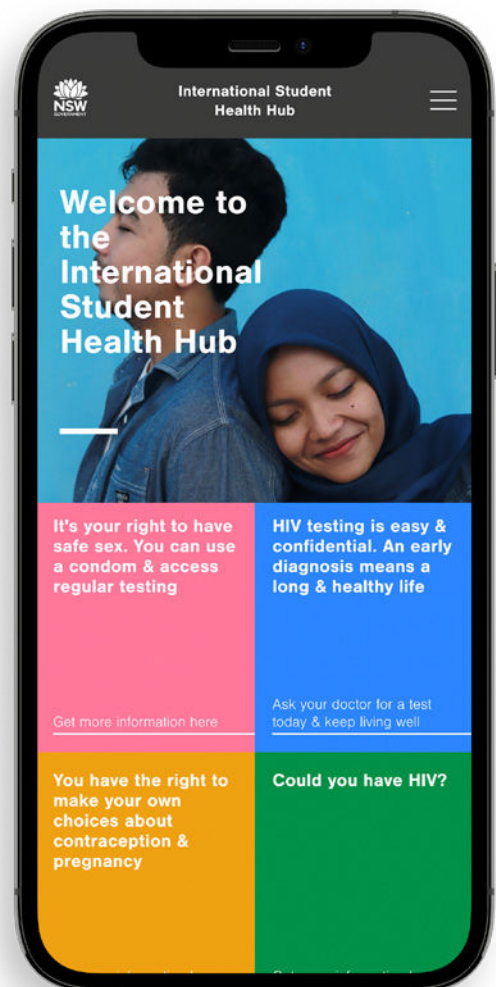 NSW
GOVERNMENT
International Student
Health Hub
Welcome to
the
International
Student
Health Hub
It's your right to have
safe sex. You can use
a condom & access
regular testing
Get more information here
HIV testing is easy &
confidential. An early
diagnosis means a
long & healthy life
Ask your doctor for a test
today & keep living well
You have the right to
make your own
choices about
contraception &
pregnancy
Could you have HIV?